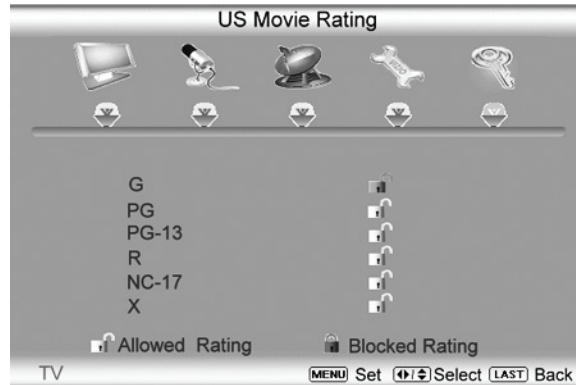 US Movie Rating
G
PG
PG-13
R
NC-17
X
Allowed Rating
Blocked Rating
TV
MENU Set Select LAST Back